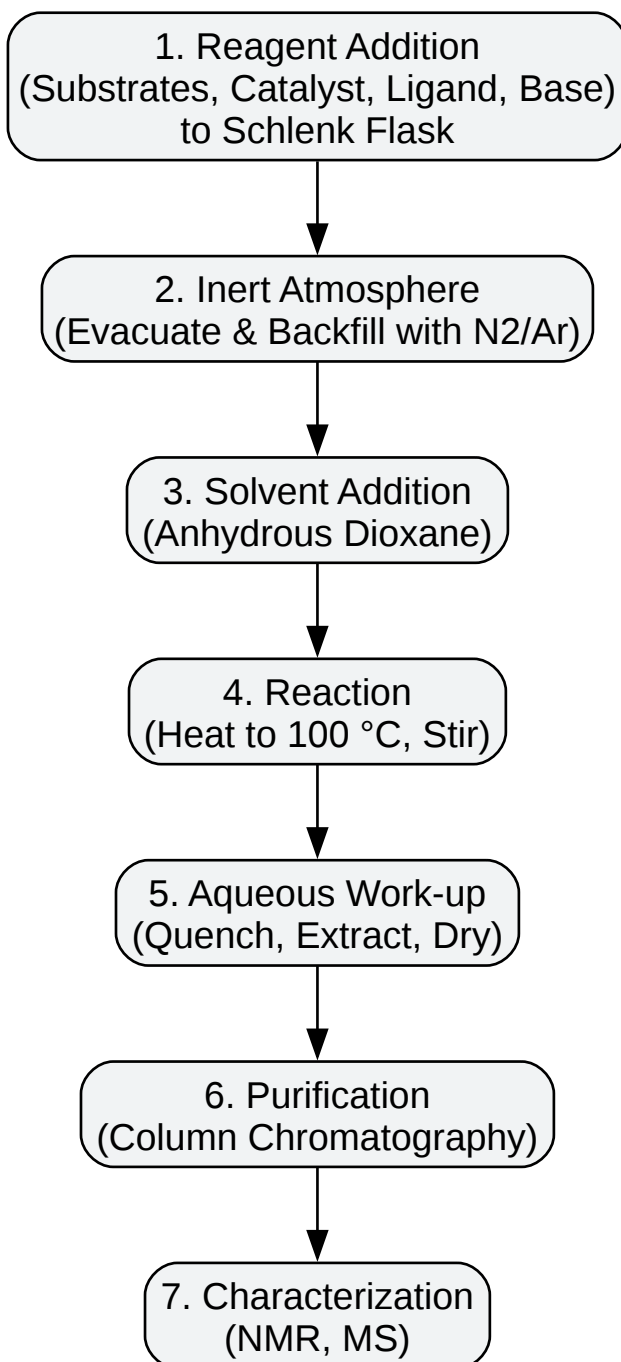 1. Reagent Addition
(Substrates, Catalyst, Ligand, Base)
to Schlenk Flask
2. Inert Atmosphere
(Evacuate & Backfill with N2/Ar)
3. Solvent Addition
(Anhydrous Dioxane)
4. Reaction
(Heat to 100 °C, Stir)
5. Aqueous Work-up
(Quench, Extract, Dry)
6. Purification
(Column Chromatography)
7. Characterization
(NMR, MS)